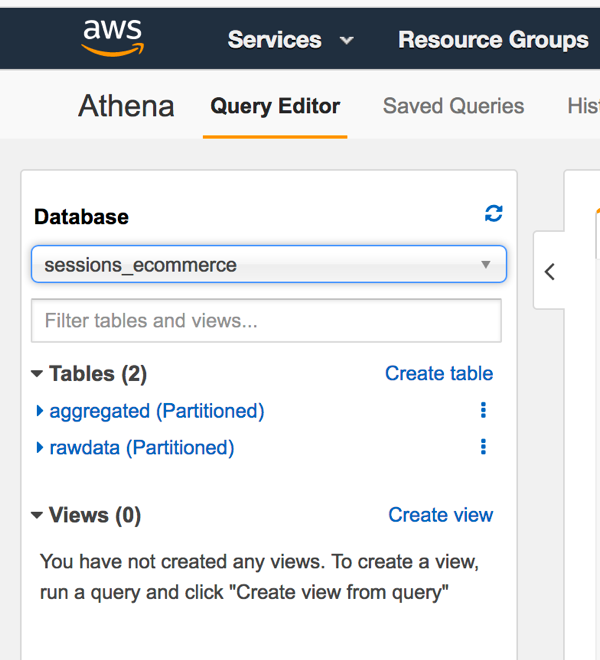 aws
Services
Resource Groups
Athena
Query Editor
Saved Queries
Database
sessions_ecommerce
Filter tables and views...
Tables (2)
Create table
aggregated (Partitioned)
rawdata (Partitioned)
Views (0)
Create view
You have not created any views. To create a view,
run a query and click "Create view from query"